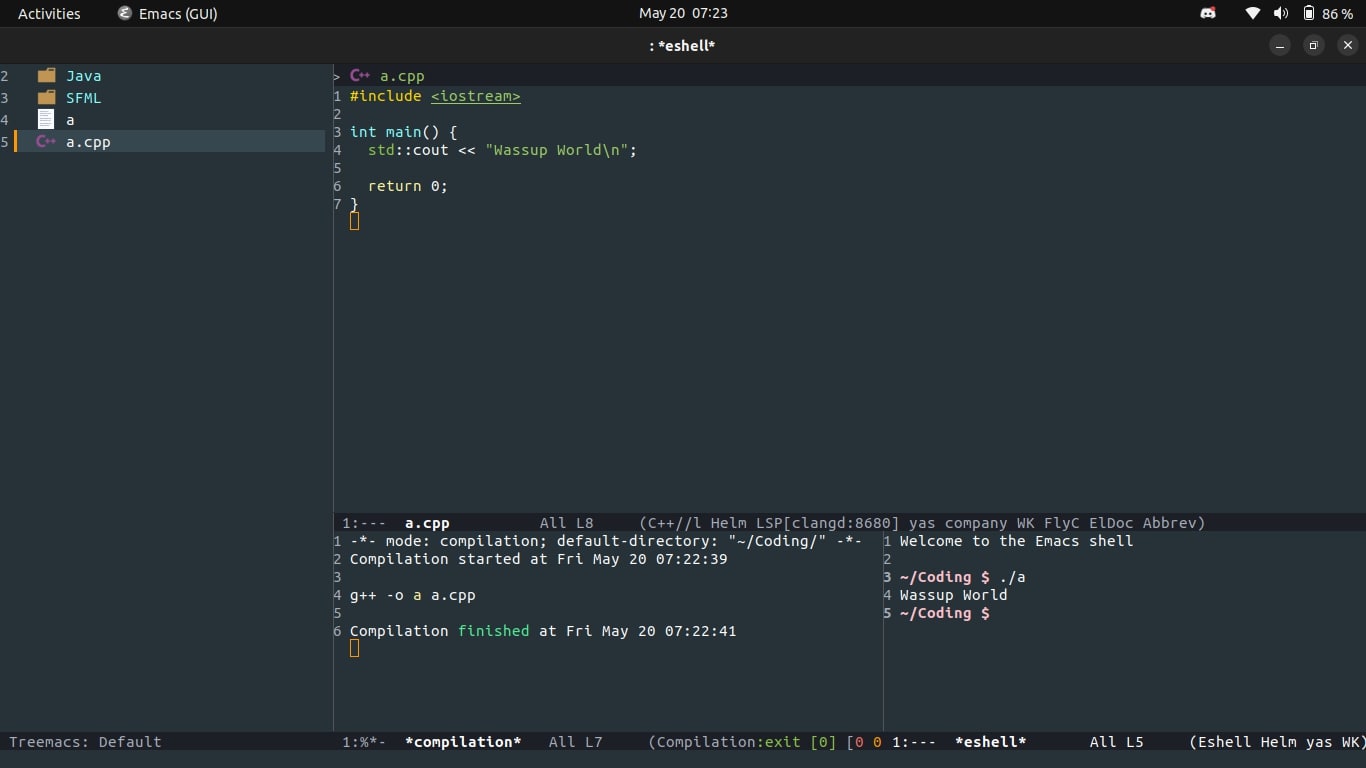 Activities Emacs (GUI) May 20 07:23 86 %
: *eshell*
2 Java
3 SFML
4 a
5 C++ a.cpp
> C++ a.cpp
1 #include <iostream>
2
3 int main() {
4   std::cout << "Wassup World\n";
5
6   return 0;
7 }
1:--- a.cpp All L8 (C++//l Helm LSP[clangd:8680] yas company WK FlyC ElDoc Abbrev)
1 -*- mode: compilation; default-directory: "~/Coding/" -*-
2 Compilation started at Fri May 20 07:22:39
3
4 g++ -o a a.cpp
5
6 Compilation finished at Fri May 20 07:22:41
1 Welcome to the Emacs shell
2
3 ~/Coding $ ./a
4 Wassup World
5 ~/Coding $
Treemacs: Default
1:%*- *compilation* All L7 (Compilation:exit [0] [0 0
1:--- *eshell* All L5 (Eshell Helm yas WK)